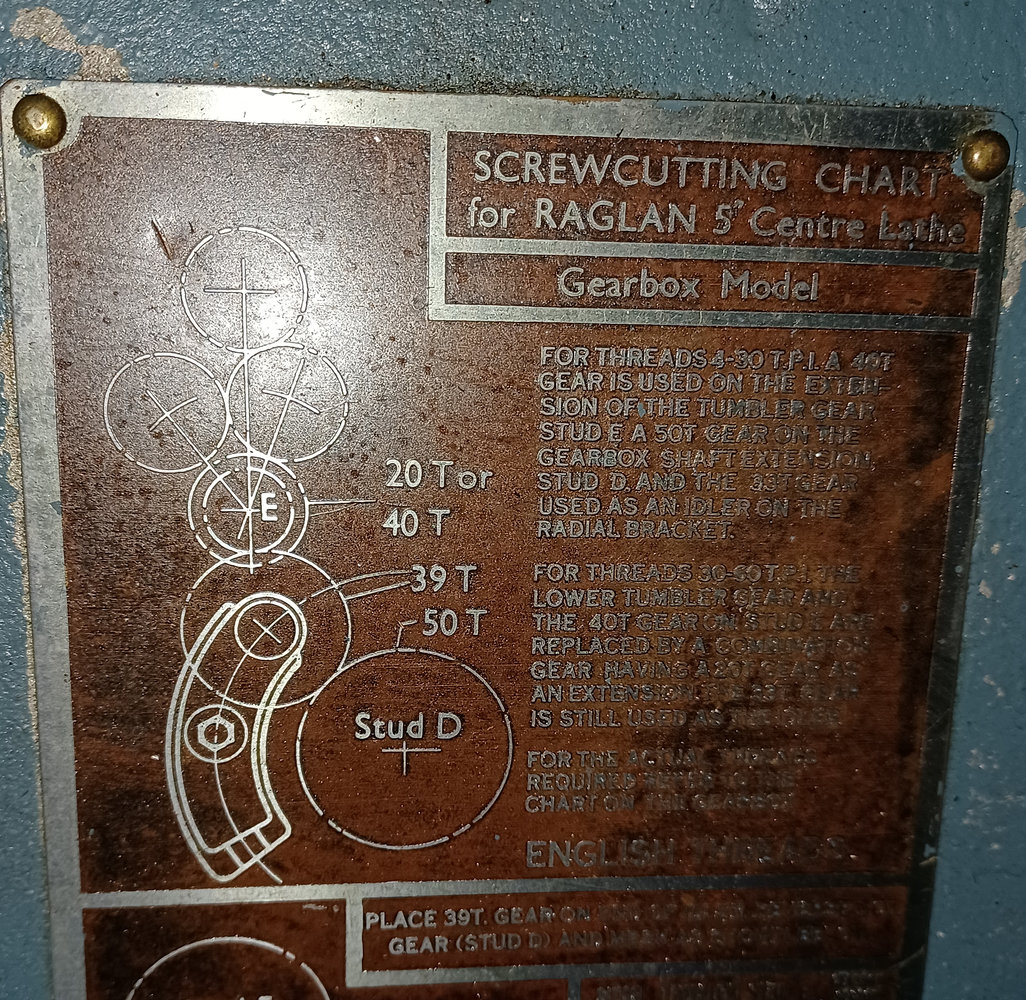 SCREWCUTTING CHART
for RAGLAN 5" Centre Lathe
Gearbox Model
FOR THREADS 4-30 T.P.I. A 40T
GEAR IS USED ON THE EXTEN-
SION OF THE TUMBLER GEAR
STUD E A 50T GEAR ON THE
GEARBOX SHAFT EXTENSION,
STUD D, AND THE 39T GEAR
USED AS AN IDLER ON THE
RADIAL BRACKET.
E
20 T or
40 T
39 T
50 T
Stud D
FOR THREADS 30-60 T.P.I. THE
LOWER TUMBLER GEAR AND
THE 40T GEAR ON STUD ARE
REPLACED BY A COMBINATION
GEAR HAVING A 20T GEAR AS
AN EXTENSION. GEAR
IS STILL USED AS THE
FOR THE ACTUAL
REQUIRED REFER TO THE
CHART ON THE GEARBOX
ENGLISH THREADS
PLACE 39T. GEAR ON
GEAR (STUD D) AND